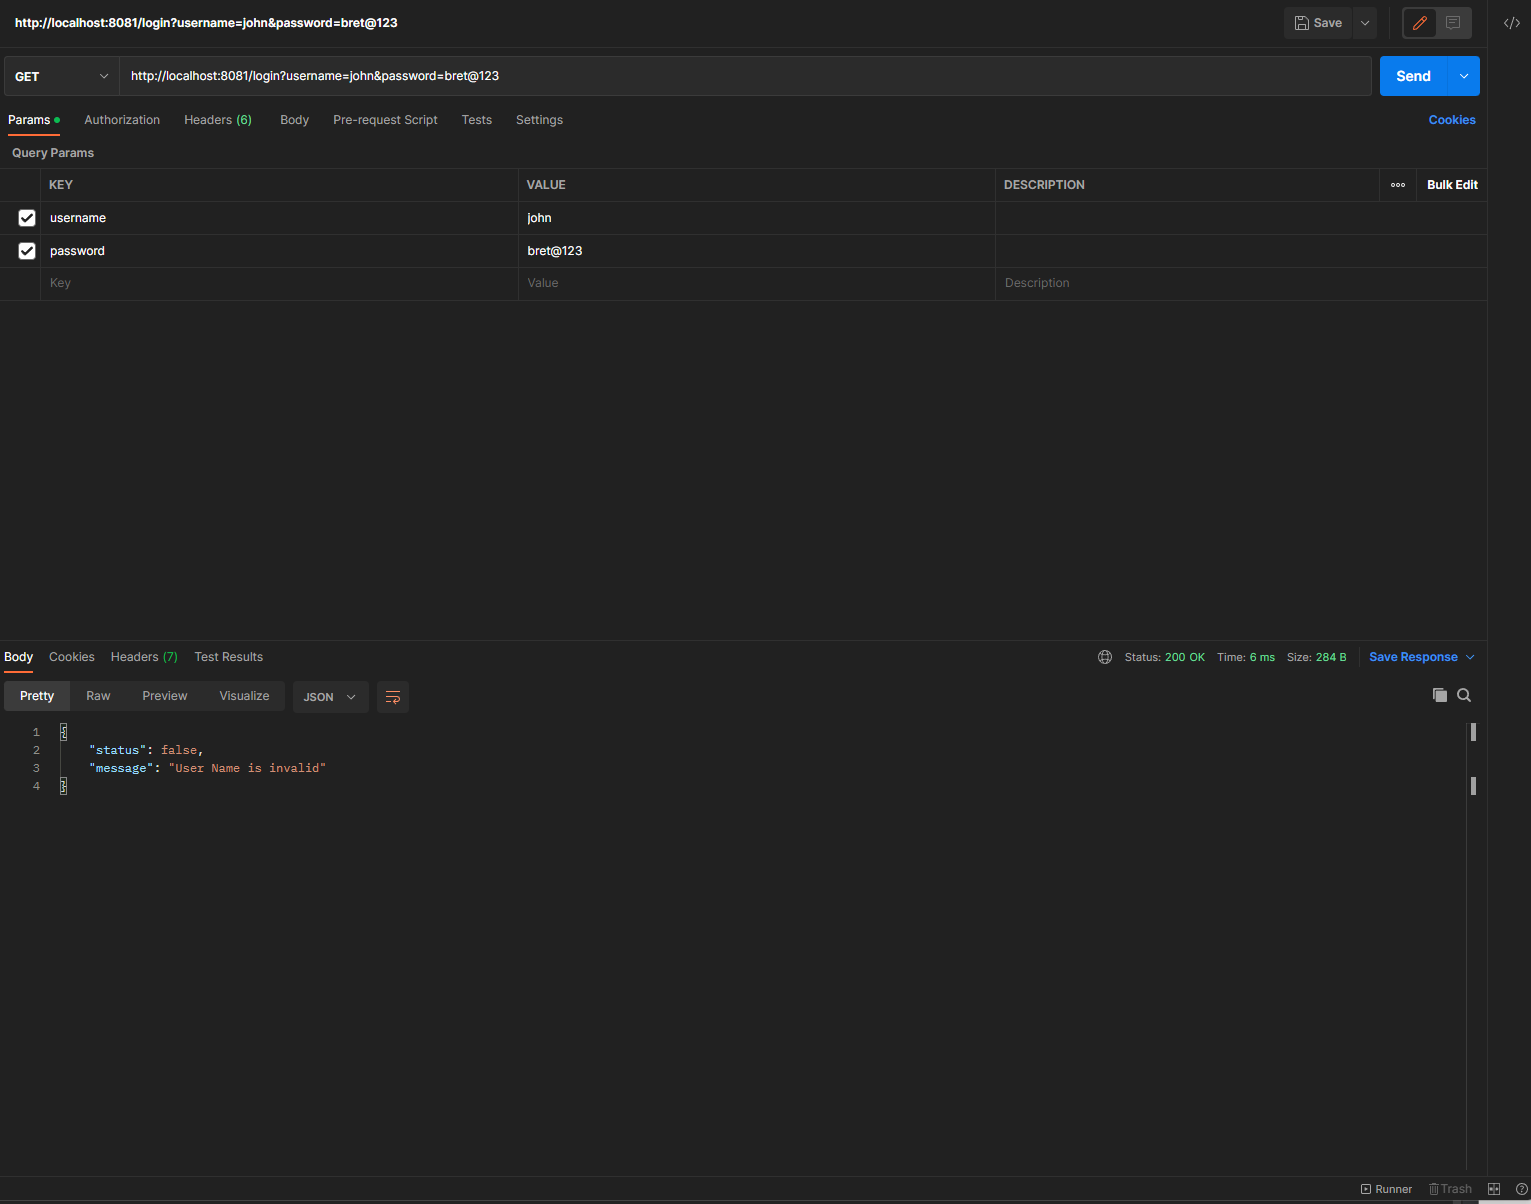 http://localhost:8081/login?username=john&password=bret@123
Save
GET
http://localhost:8081/login?username=john&password=bret@123
Send
Params Authorization Headers (6) Body Pre-request Script Tests Settings Cookies
Query Params
KEY VALUE DESCRIPTION Bulk Edit
username john
password bret@123
Key Value Description
Body Cookies Headers (7) Test Results Status: 200 OK Time: 6 ms Size: 284 B Save Response
Pretty Raw Preview Visualize JSON
1 {
2 "status": false,
3 "message": "User Name is invalid"
4 }
Runner Trash